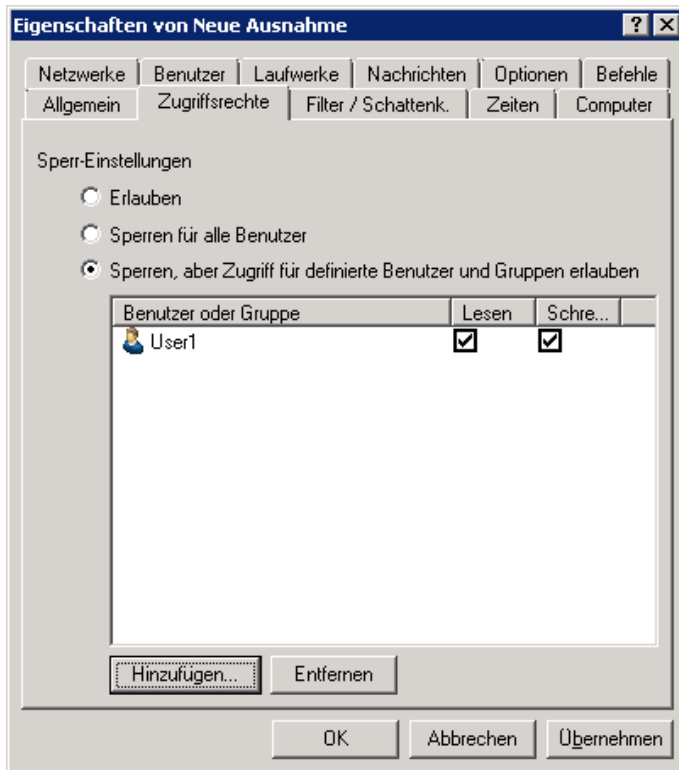 Eigenschaften von Neue Ausnahme
Netzwerke Benutzer Laufwerke Nachrichten Optionen Befehle
Allgemein Zugriffsrechte Filter / Schattenk. Zeiten Computer
Sperr-Einstellungen
Erlauben
Sperren für alle Benutzer
Sperren, aber Zugriff für definierte Benutzer und Gruppen erlauben
Benutzer oder Gruppe Lesen Schre...
User1
Hinzufügen... Entfernen
OK Abbrechen Übernehmen